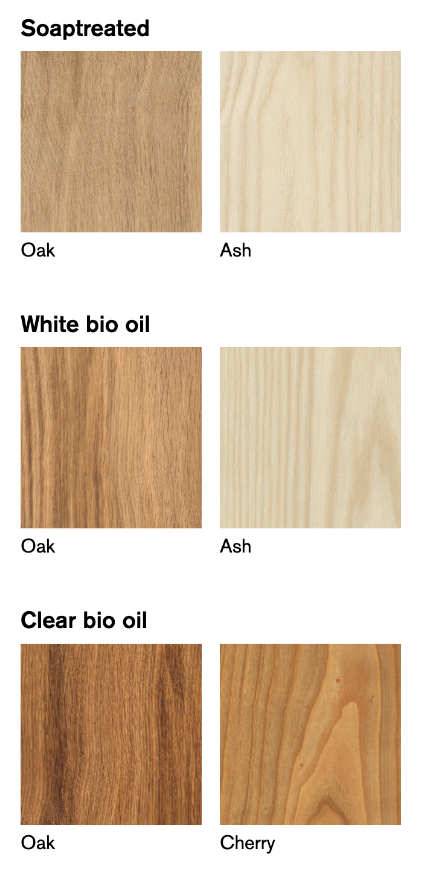 Soaptreated
Oak
Ash
White bio oil
Oak
Ash
Clear bio oil
Oak
Cherry